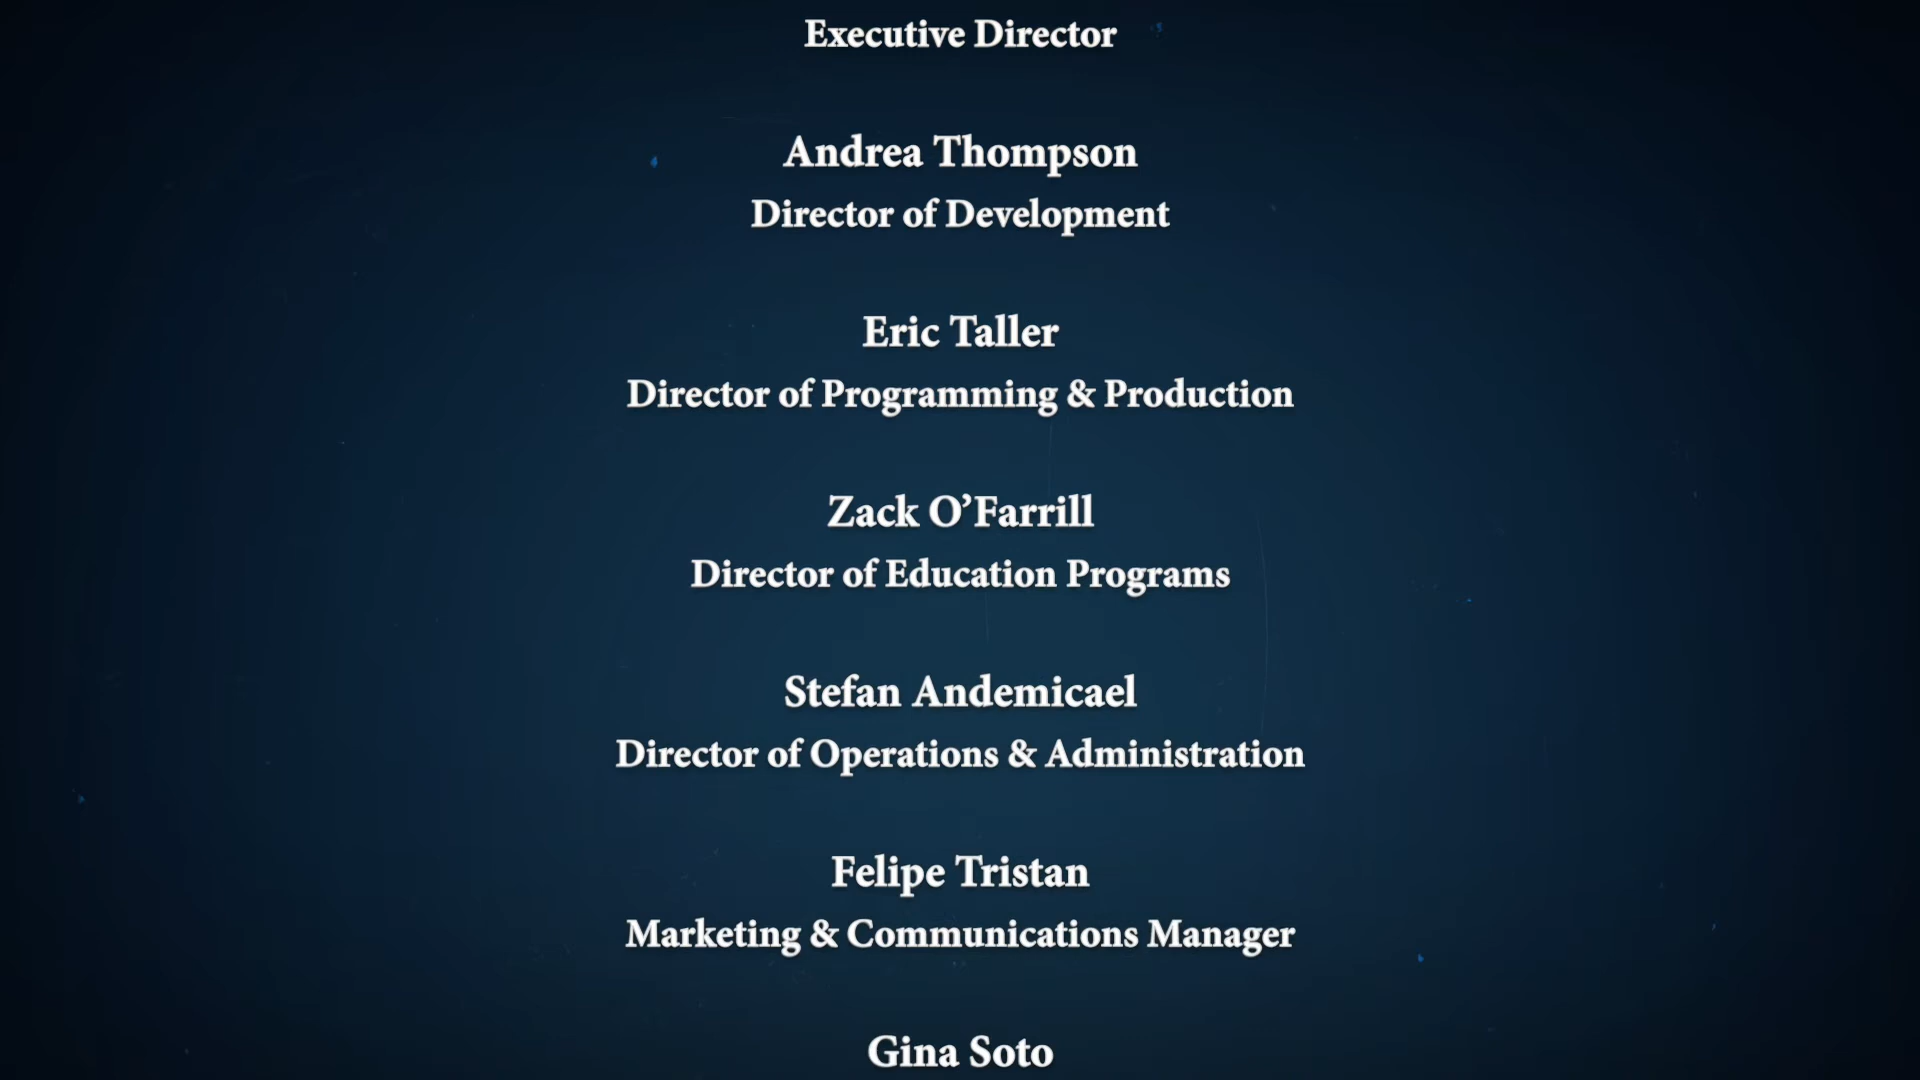 Executive Director
Andrea Thompson
Director of Development
Eric Taller
Director of Programming & Production
Zack O’Farrill
Director of Education Programs
Stefan Andemicael
Director of Operations & Administration
Felipe Tristan
Marketing & Communications Manager
Gina Soto